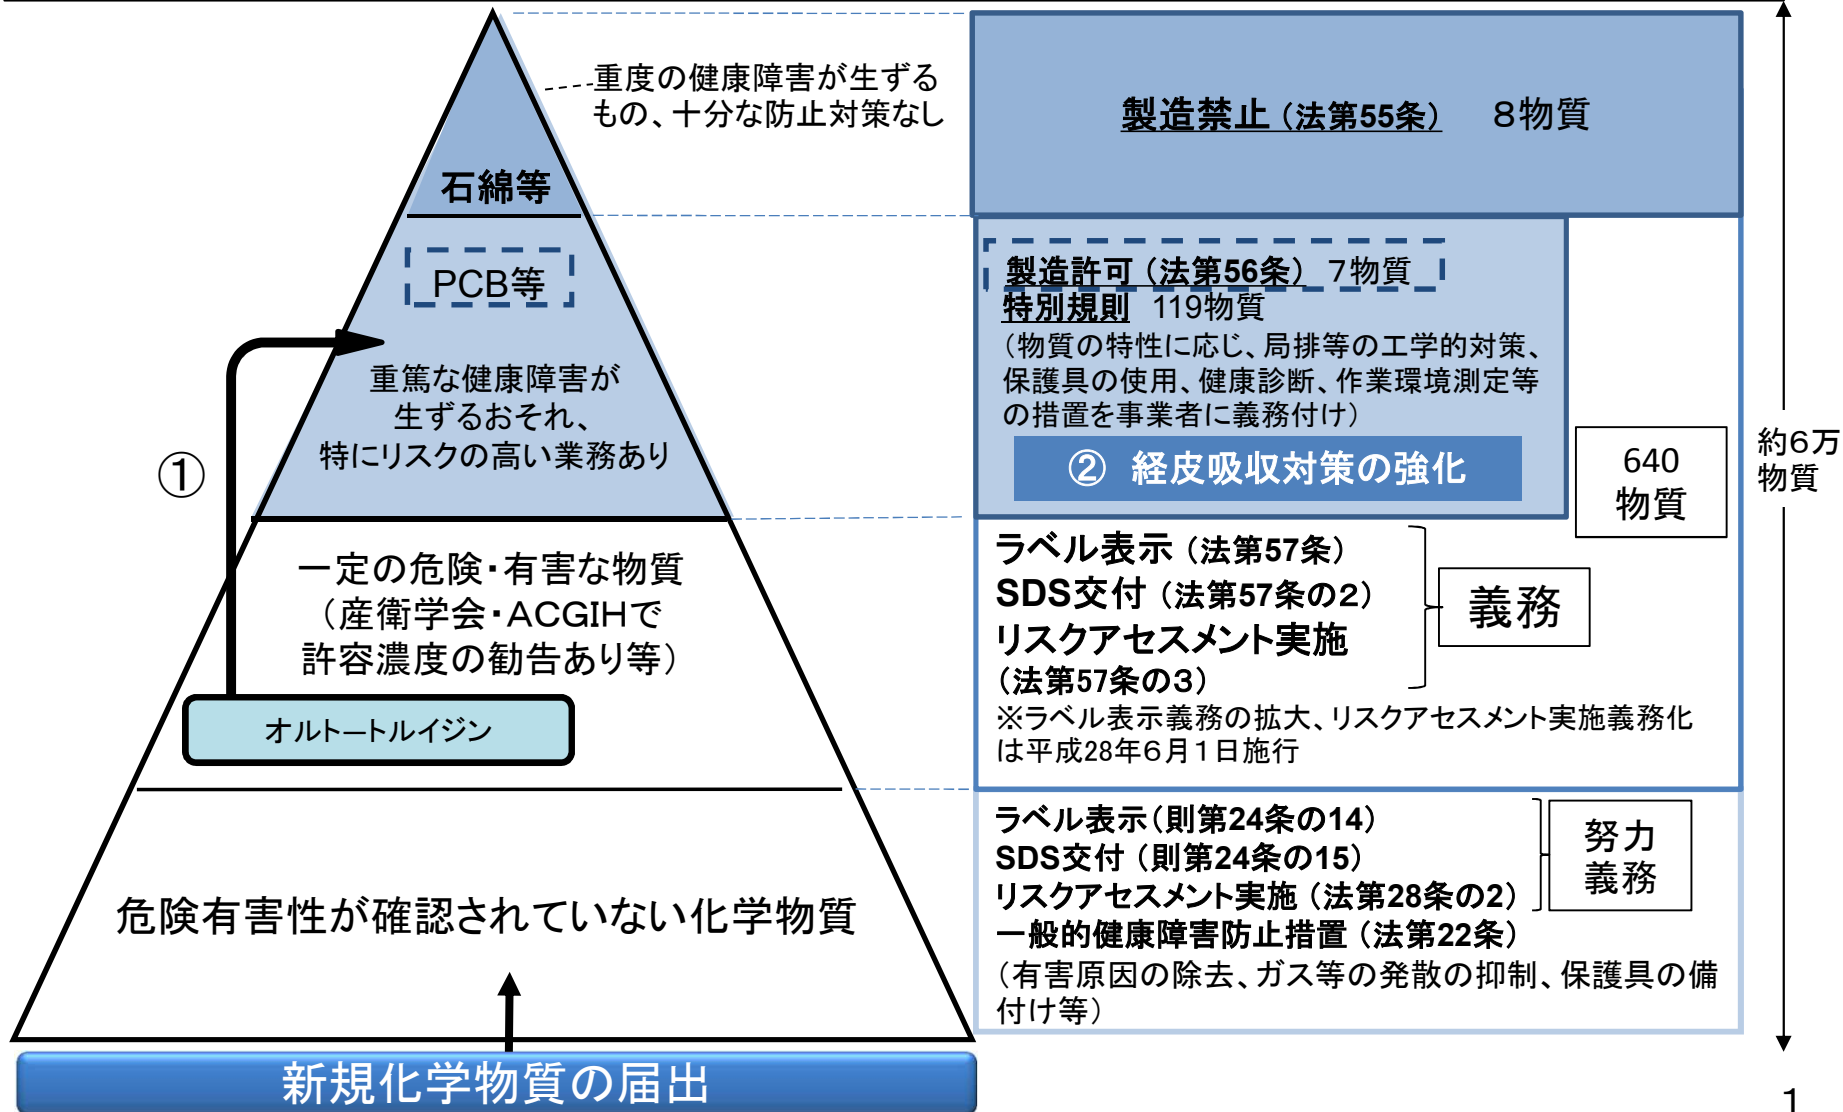 重度の健康障害が生ずる
もの、十分な防止対策なし
石綿等
PCB等
重篤な健康障害が
生ずるおそれ、
特にリスクの高い業務あり
①
一定の危険・有害な物質
（産衛学会・ACGIHで
許容濃度の勧告あり等）
オルト－トルイジン
危険有害性が確認されていない化学物質
新規化学物質の届出
製造禁止（法第55条）　８物質
製造許可（法第56条）　７物質
特別規則　119物質
（物質の特性に応じ、局排等の工学的対策、
保護具の使用、健康診断、作業環境測定等
の措置を事業者に義務付け）
②　経皮吸収対策の強化
640
物質
約６万
物質
ラベル表示（法第57条）
SDS交付（法第57条の２）
リスクアセスメント実施
（法第57条の３）
義務
※ラベル表示義務の拡大、リスクアセスメント実施義務化
は平成28年６月１日施行
ラベル表示（則第24条の14）
SDS交付（則第24条の15）
リスクアセスメント実施（法第28条の2）
努力
義務
一般的健康障害防止措置（法第22条）
（有害原因の除去、ガス等の発散の抑制、保護具の備
付け等）
1